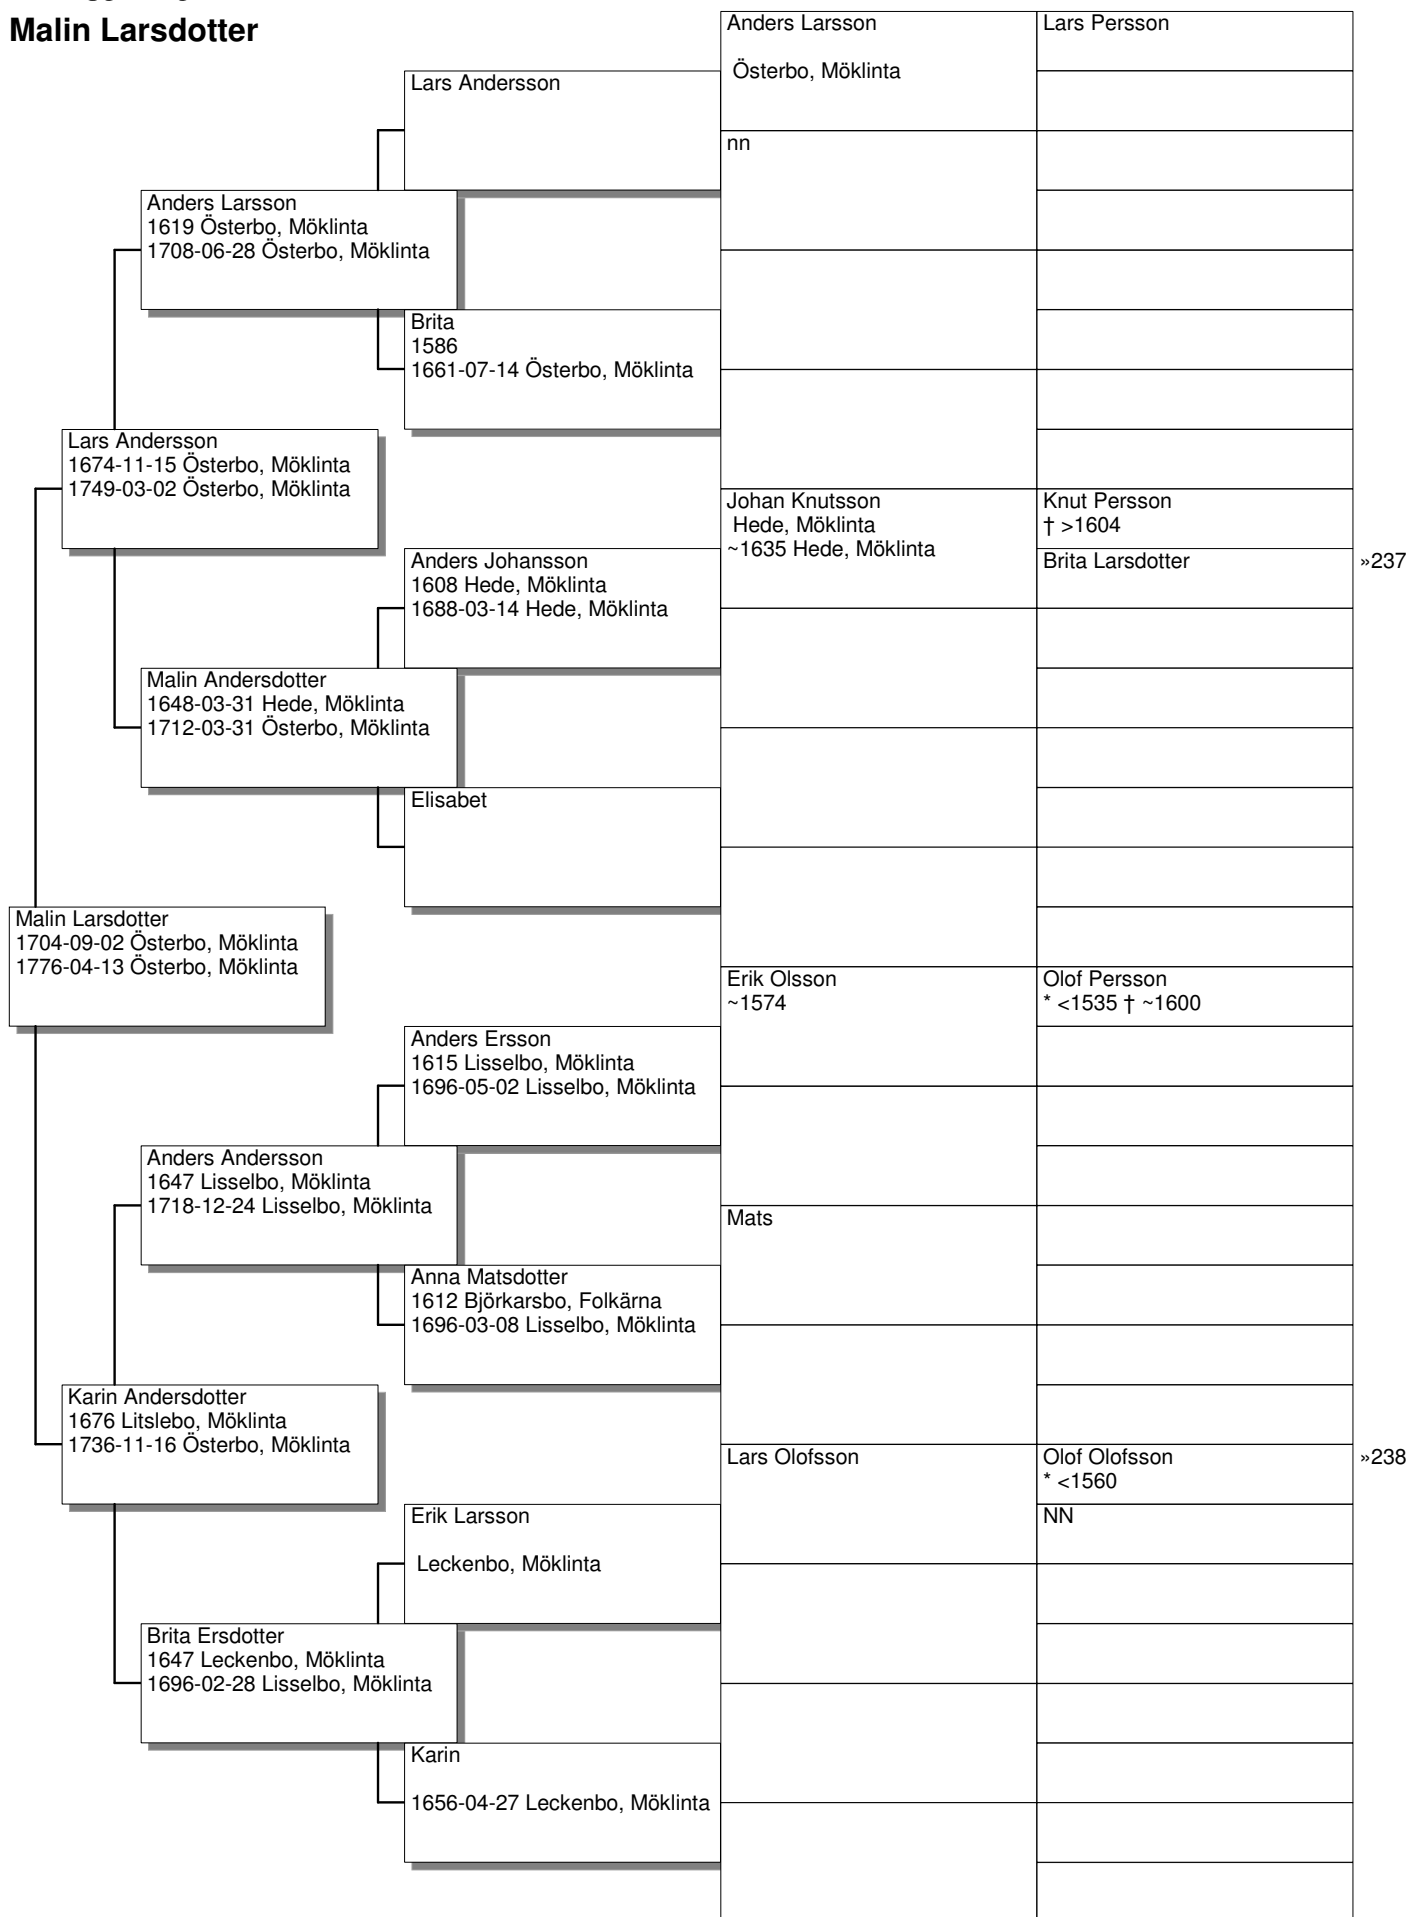 Malin Larsdotter
Anders Larsson
Österbo, Möklinta
Lars Persson
Lars Andersson
nn
Anders Larsson
1619 Österbo, Möklinta
1708-06-28 Österbo, Möklinta
Brita
1586
1661-07-14 Österbo, Möklinta
Lars Andersson
1674-11-15 Österbo, Möklinta
1749-03-02 Österbo, Möklinta
Johan Knutsson
Hede, Möklinta
~1635 Hede, Möklinta
Knut Persson
† >1604
Brita Larsdotter
»237
Anders Johansson
1608 Hede, Möklinta
1688-03-14 Hede, Möklinta
Malin Andersdotter
1648-03-31 Hede, Möklinta
1712-03-31 Österbo, Möklinta
Elisabet
Malin Larsdotter
1704-09-02 Österbo, Möklinta
1776-04-13 Österbo, Möklinta
Erik Olsson
~1574
Olof Persson
* <1535 † ~1600
Anders Ersson
1615 Lisselbo, Möklinta
1696-05-02 Lisselbo, Möklinta
Anders Andersson
1647 Lisselbo, Möklinta
1718-12-24 Lisselbo, Möklinta
Mats
Anna Matsdotter
1612 Björkarsbo, Folkärna
1696-03-08 Lisselbo, Möklinta
Karin Andersdotter
1676 Litslebo, Möklinta
1736-11-16 Österbo, Möklinta
Lars Olofsson
Olof Olofsson
* <1560
»238
NN
Erik Larsson
Leckenbo, Möklinta
Brita Ersdotter
1647 Leckenbo, Möklinta
1696-02-28 Lisselbo, Möklinta
Karin
1656-04-27 Leckenbo, Möklinta